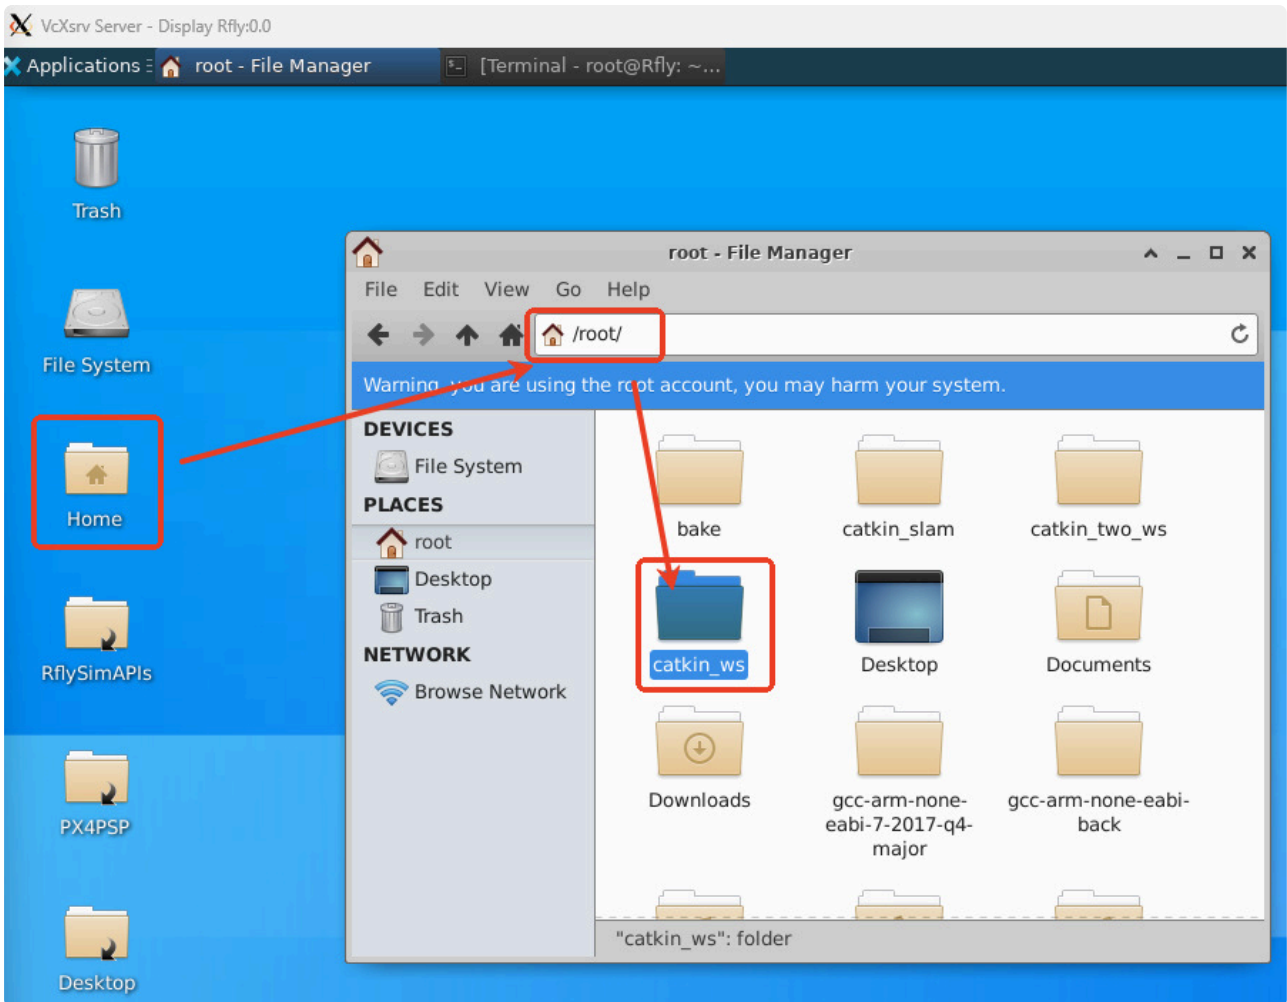 VcXsrv Server - Display Rfly:0.0
Applications
root - File Manager
[Terminal - root@Rfly: ~...
Trash
File System
Home
RflySimAPIs
PX4PSP
Desktop
root - File Manager
File Edit View Go Help
/root/
Warning, you are using the root account, you may harm your system.
DEVICES
File System
PLACES
root
Desktop
Trash
NETWORK
Browse Network
bake
catkin_slam
catkin_two_ws
catkin_ws
Desktop
Documents
Downloads
gcc-arm-none-
eabi-7-2017-q4-
major
gcc-arm-none-eabi-
back
"catkin_ws": folder